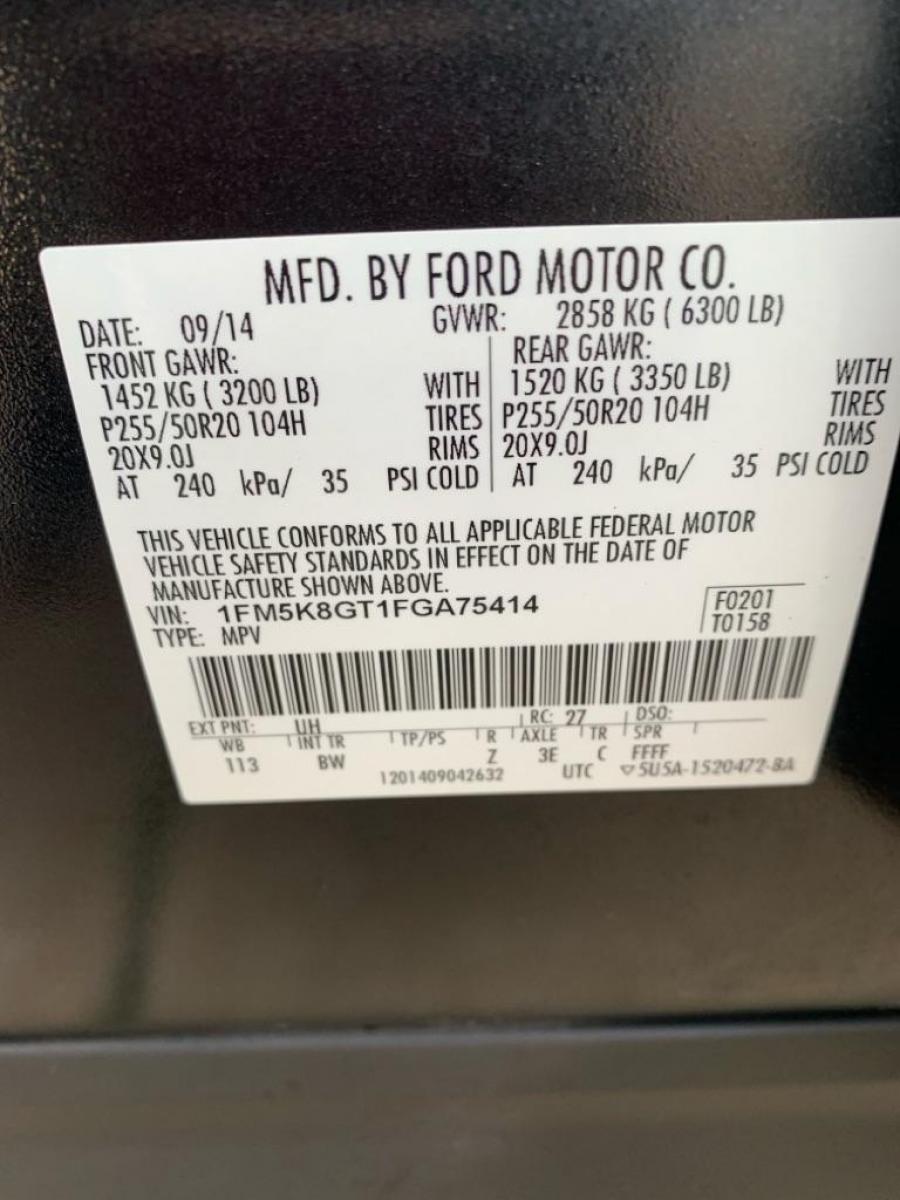 MFD. BY FORD MOTOR CO.
DATE: 09/14 GVWR: 2858 KG ( 6300 LB)
FRONT GAWR: REAR GAWR:
1452 KG ( 3200 LB) WITH 1520 KG ( 3350 LB) WITH
P255/50R20 104H TIRES P255/50R20 104H TIRES
20X9.0J RIMS 20X9.0J RIMS
AT 240 kPa/ 35 PSI COLD AT 240 kPa/ 35 PSI COLD
THIS VEHICLE CONFORMS TO ALL APPLICABLE FEDERAL MOTOR
VEHICLE SAFETY STANDARDS IN EFFECT ON THE DATE OF
MANUFACTURE SHOWN ABOVE.
VIN: 1FM5K8GT1FGA75414 F0201
TYPE: MPV T0158
EXT PNT: UH RC: 27 DSO:
WB INT TR TP/PS R AXLE TR SPR
113 BW Z 3E C FFFF
1201409042632 UTC ▽5U5A-1520472-BA